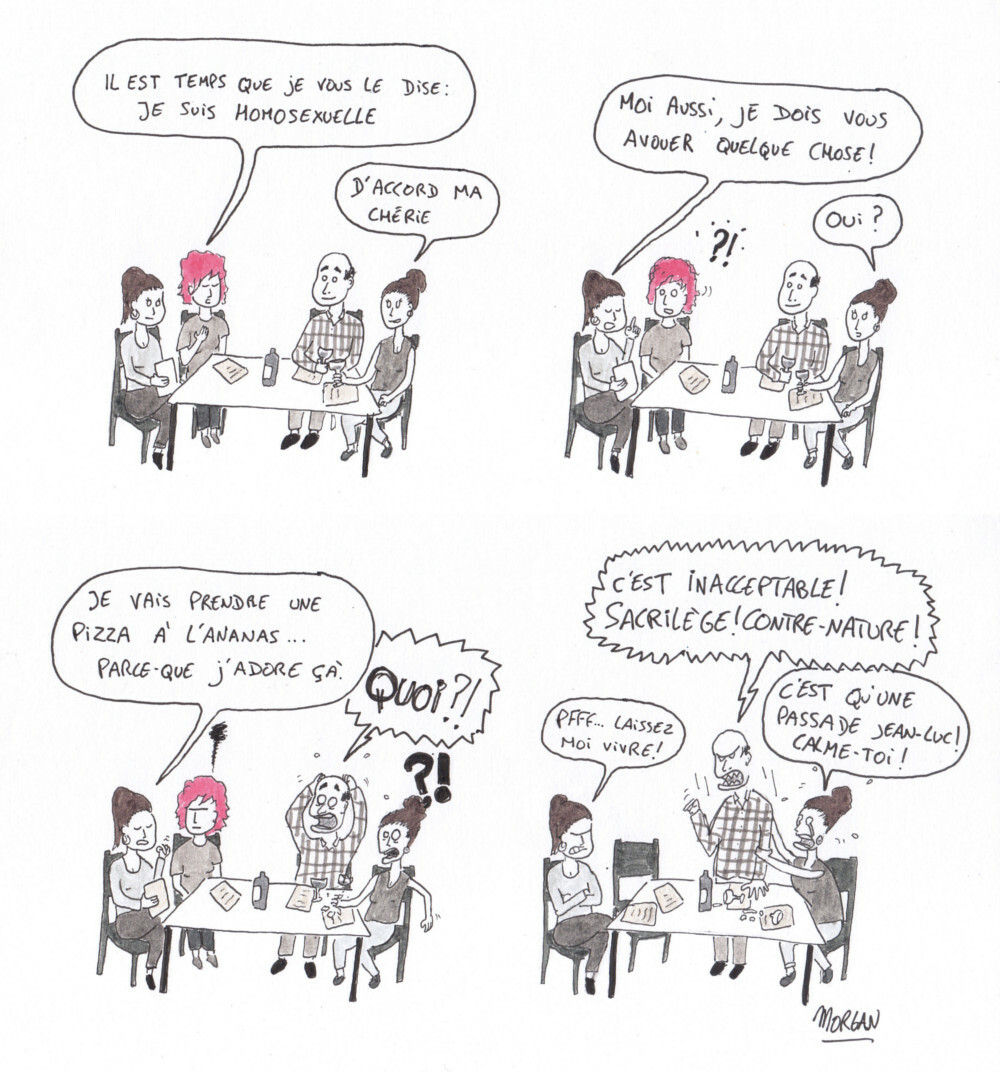 IL EST TEMPS QUE JE VOUS LE DISE:
JE SUIS HOMOSEXUELLE
D'ACCORD MA
CHÉRIE
MOI AUSSI, JE DOIS VOUS
AVOUER QUELQUE CHOSE!
OUI?
?!
JE VAIS PRENDRE UNE
PIZZA À L'ANANAS...
PARCE-QUE J'ADORE ÇÀ.
QUOI?!
?!
C'EST INACCEPTABLE!
SACRILÈGE! CONTRE-NATURE!
PFFF... LAISSEZ
MOI VIVRE!
C'EST QU'UNE
PASSADE JEAN-LUC!
CALME-TOI!
MORGAN